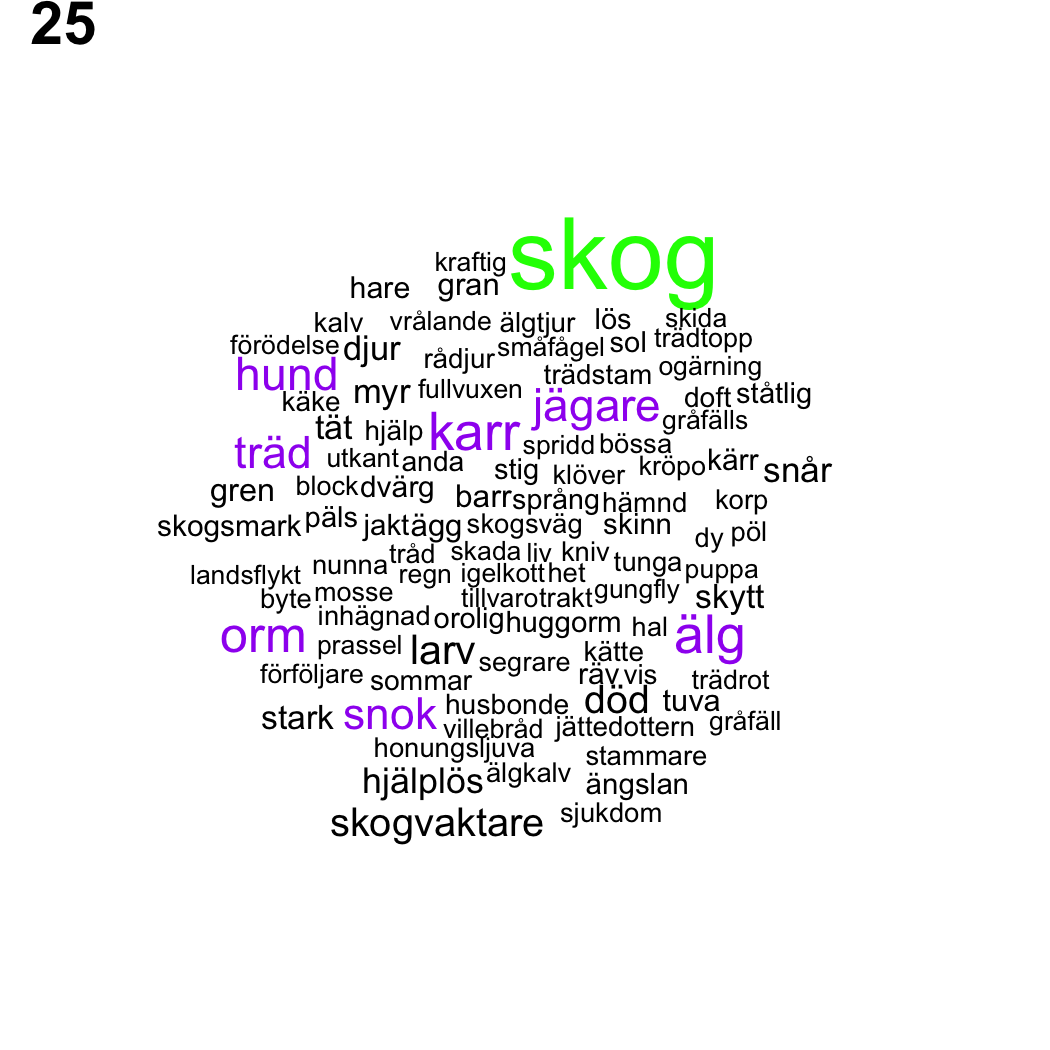 25
kraftig skog
hare gran
kalv vrålande älgtjur lös skida
förödelse djur rådjur småfågel sol trädtopp
hund myr fullvuxen trädstam ogärning
käke jägare doft ståtlig
tät hjälp karr spridd bössa gråfälls
träd utkant anda stig klöver kröpo kärr snår
gren block dvärg barr språng hämnd korp
skogsmark päls jakt ägg skogsväg skinn dy pöl
landsflykt nunna tråd skada liv kniv tunga puppa
regn igelkott het
byte mosse tillvaro trakt gungfly skytt
inhägnad orolig huggorm hal älg
orm prassel larv segrare kätte
förföljare sommar räv vis trädrot
stark snok husbonde död tuva
villebråd jättedottern gråfäll
honungsljuva stammare
hjälplös älgkalv ängslan
skogvaktare sjukdom